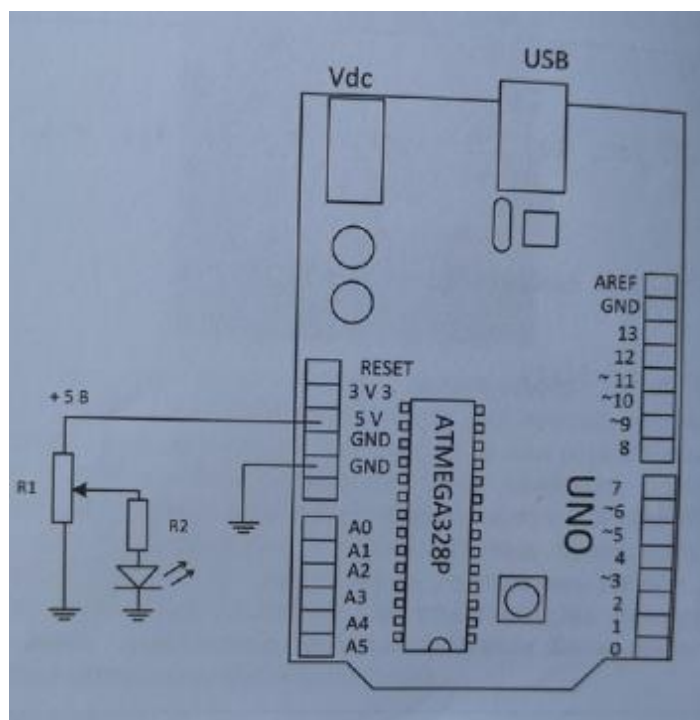 Vdc
USB
RESET
3 V 3
5 V
GND
GND
A0
A1
A2
A3
A4
A5
ATMEGA328P
UNO
AREF
GND
13
12
~11
~10
~9
8
7
~6
~5
4
~3
2
1
0
+ 5 В
R1
R2